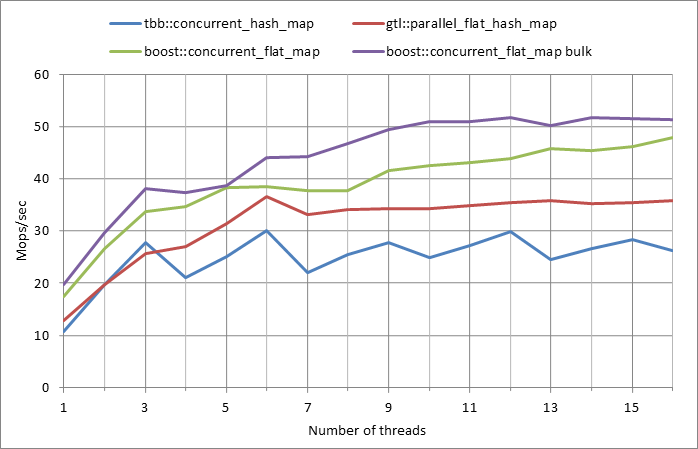 tbb::concurrent_hash_map gtl::parallel_flat_hash_map
boost::concurrent_flat_map boost::concurrent_flat_map bulk
60
50
40
30
20
10
0
Mops/sec
1 3 5 7 9 11 13 15
Number of threads